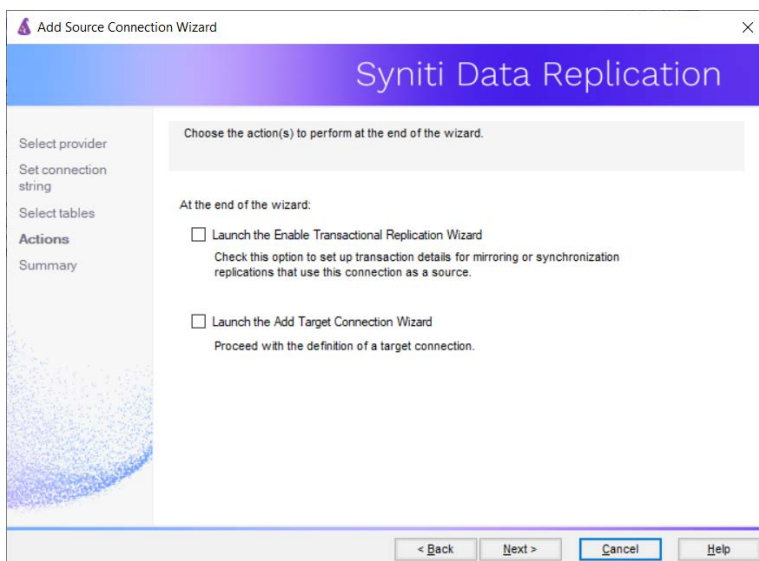 Add Source Connection Wizard
Syniti Data Replication
Select provider
Set connection
string
Select tables
Actions
Summary
Choose the action(s) to perform at the end of the wizard.
At the end of the wizard:
Launch the Enable Transactional Replication Wizard
Check this option to set up transaction details for mirroring or synchronization
replications that use this connection as a source.
Launch the Add Target Connection Wizard
Proceed with the definition of a target connection.
< Back
Next >
Cancel
Help